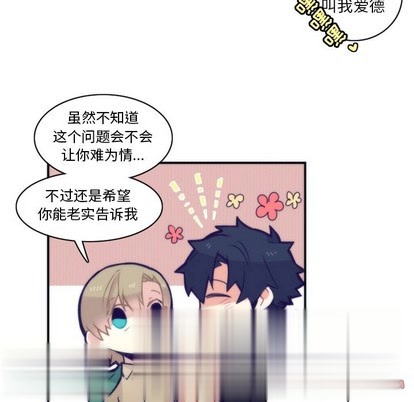 叫我爱德
虽然不知道
这个问题会不会
让你难为情...
不过还是希望
你能老实告诉我